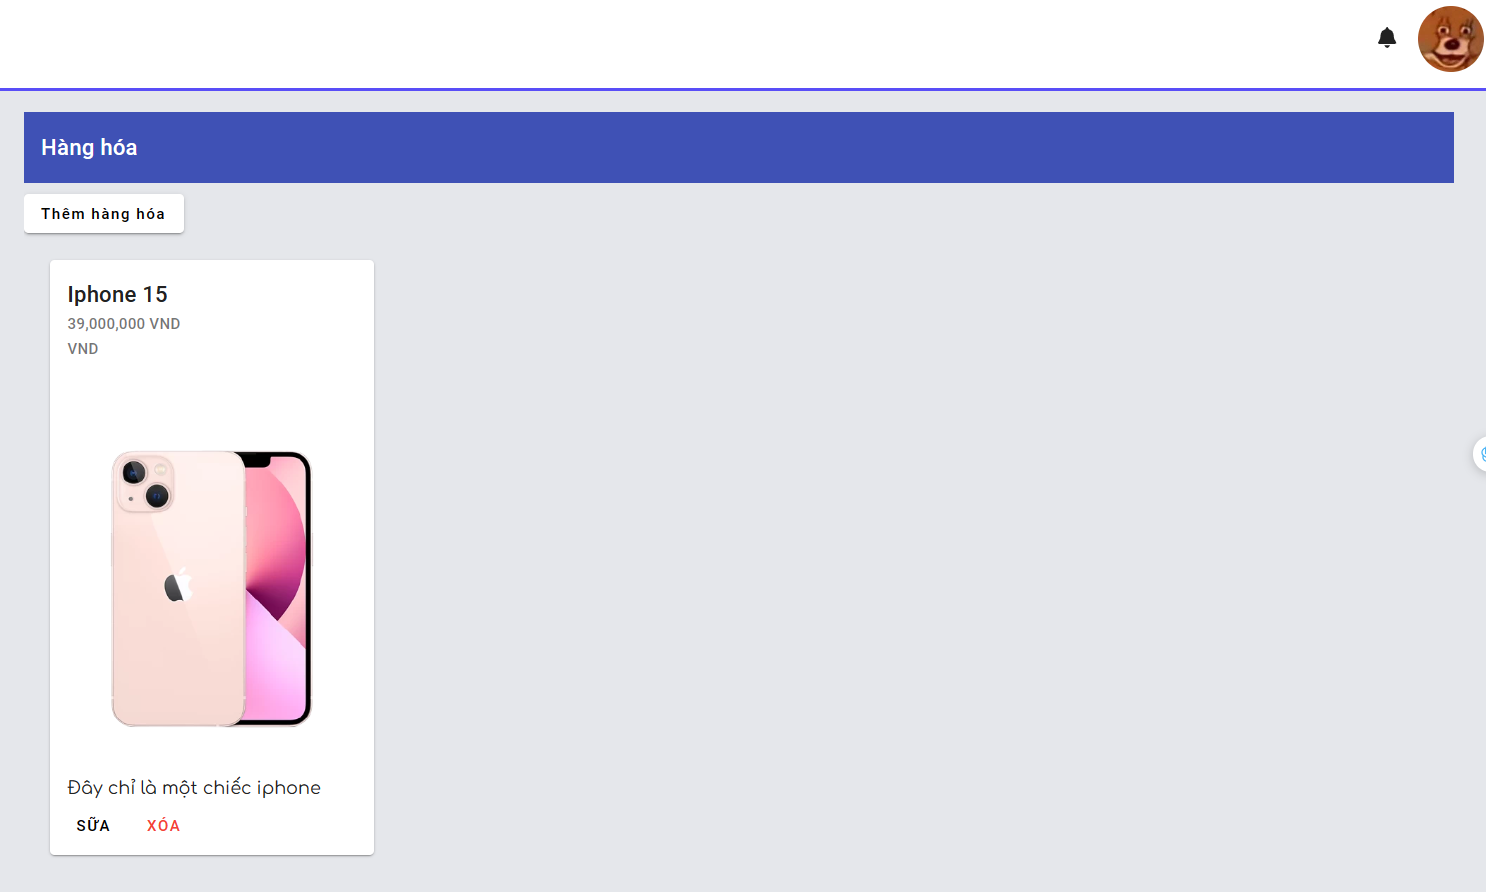 Hàng hóa
Thêm hàng hóa
Iphone 15
39,000,000 VND
VND
Đây chỉ là một chiếc iphone
SỮA XÓA